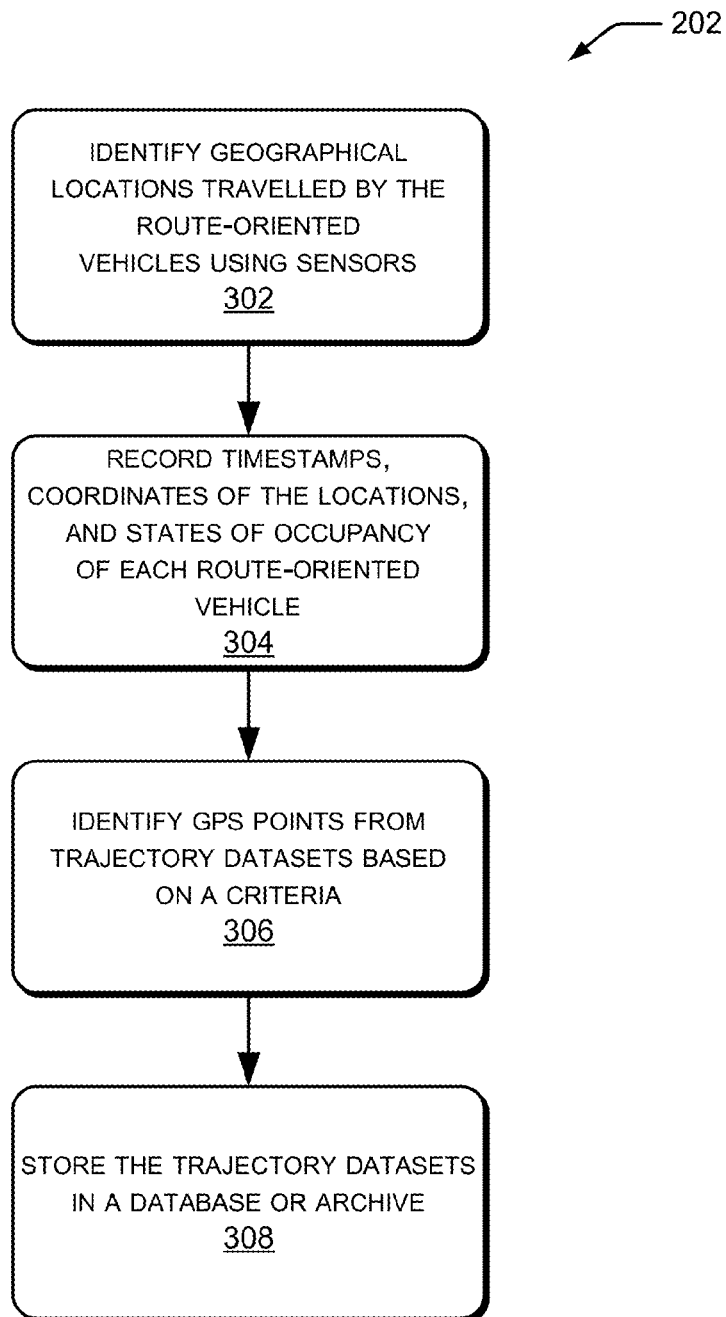 202
IDENTIFY GEOGRAPHICAL
LOCATIONS TRAVELLED BY THE
ROUTE-ORIENTED
VEHICLES USING SENSORS
302
RECORD TIMESTAMPS,
COORDINATES OF THE LOCATIONS,
AND STATES OF OCCUPANCY
OF EACH ROUTE-ORIENTED
VEHICLE
304
IDENTIFY GPS POINTS FROM
TRAJECTORY DATASETS BASED
ON A CRITERIA
306
STORE THE TRAJECTORY DATASETS
IN A DATABASE OR ARCHIVE
308